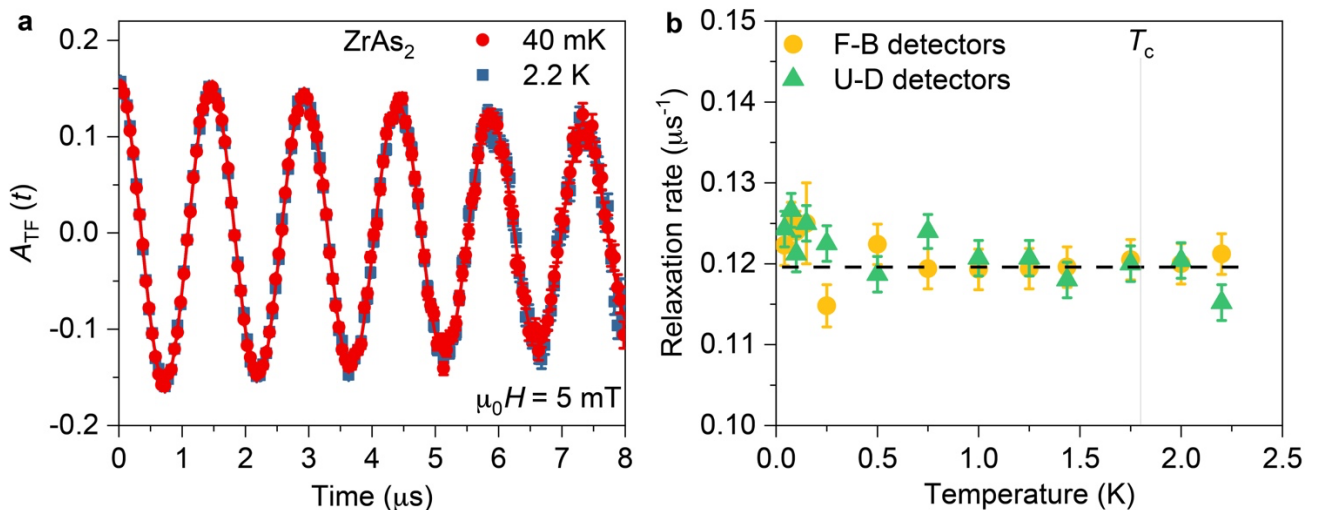 a
ZrAs₂
40 mK
2.2 K
μ₀H = 5 mT
A_TF (t)
0.2
0.1
0.0
-0.1
-0.2
0 1 2 3 4 5 6 7 8
Time (μs)
b
F-B detectors
U-D detectors
T_c
Relaxation rate (μs⁻¹)
0.15
0.14
0.13
0.12
0.11
0.10
0.0 0.5 1.0 1.5 2.0 2.5
Temperature (K)